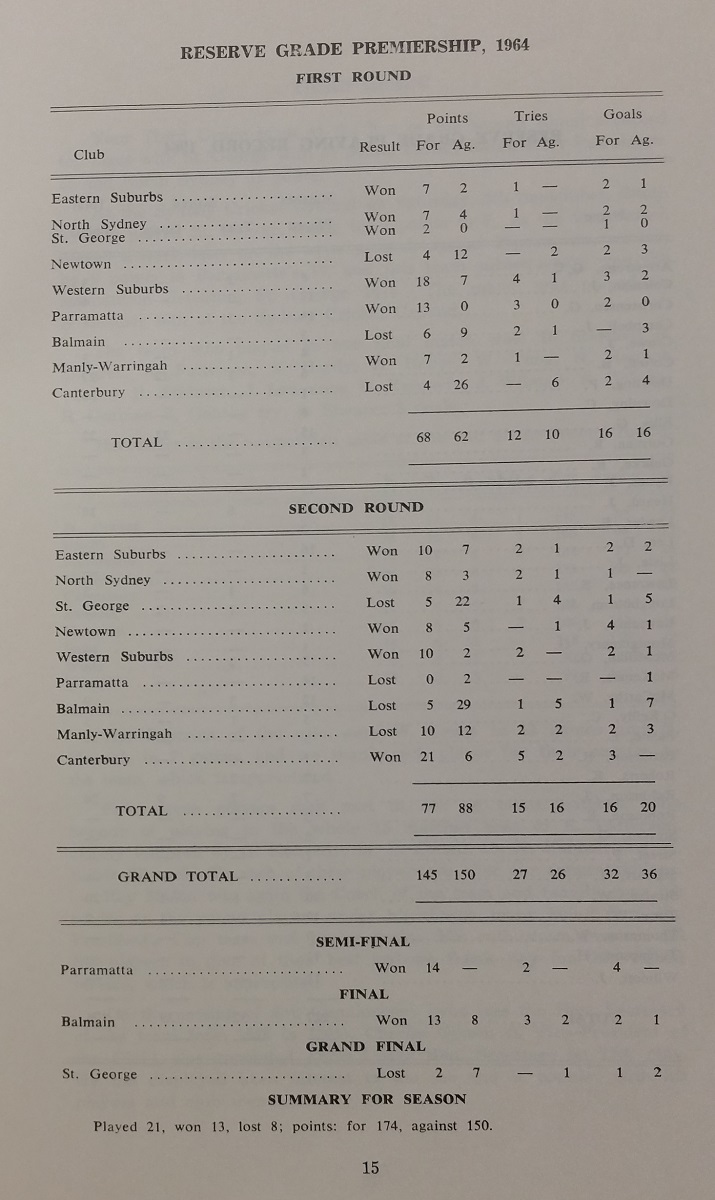 RESERVE GRADE PREMIERSHIP, 1964
FIRST ROUND
Points Tries Goals
Club Result For Ag. For Ag. For Ag.
Eastern Suburbs ...................... Won 7 2 1 — 2 1
North Sydney ........................ Won 7 4 1 — 2 2
St. George ........................... Won 2 0 — — 1 0
Newtown ............................. Lost 4 12 — 2 2 3
Western Suburbs ..................... Won 18 7 4 1 3 2
Parramatta ........................... Won 13 0 3 0 2 0
Balmain ............................. Lost 6 9 2 1 — 3
Manly-Warringah ..................... Won 7 2 1 — 2 1
Canterbury ........................... Lost 4 26 — 6 2 4
TOTAL ...................... 68 62 12 10 16 16
SECOND ROUND
Eastern Suburbs ...................... Won 10 7 2 1 2 2
North Sydney ........................ Won 8 3 2 1 1 —
St. George ........................... Lost 5 22 1 4 1 5
Newtown ............................. Won 8 5 — 1 4 1
Western Suburbs ..................... Won 10 2 2 — 2 1
Parramatta ........................... Lost 0 2 — — — 1
Balmain .............................. Lost 5 29 1 5 1 7
Manly-Warringah ..................... Lost 10 12 2 2 2 3
Canterbury ........................... Won 21 6 5 2 3 —
TOTAL ...................... 77 88 15 16 16 20
GRAND TOTAL ............. 145 150 27 26 32 36
SEMI-FINAL
Parramatta ........................... Won 14 — 2 — 4 —
FINAL
Balmain ............................. Won 13 8 3 2 2 1
GRAND FINAL
St. George ........................... Lost 2 7 — 1 1 2
SUMMARY FOR SEASON
Played 21, won 13, lost 8; points: for 174, against 150.
15